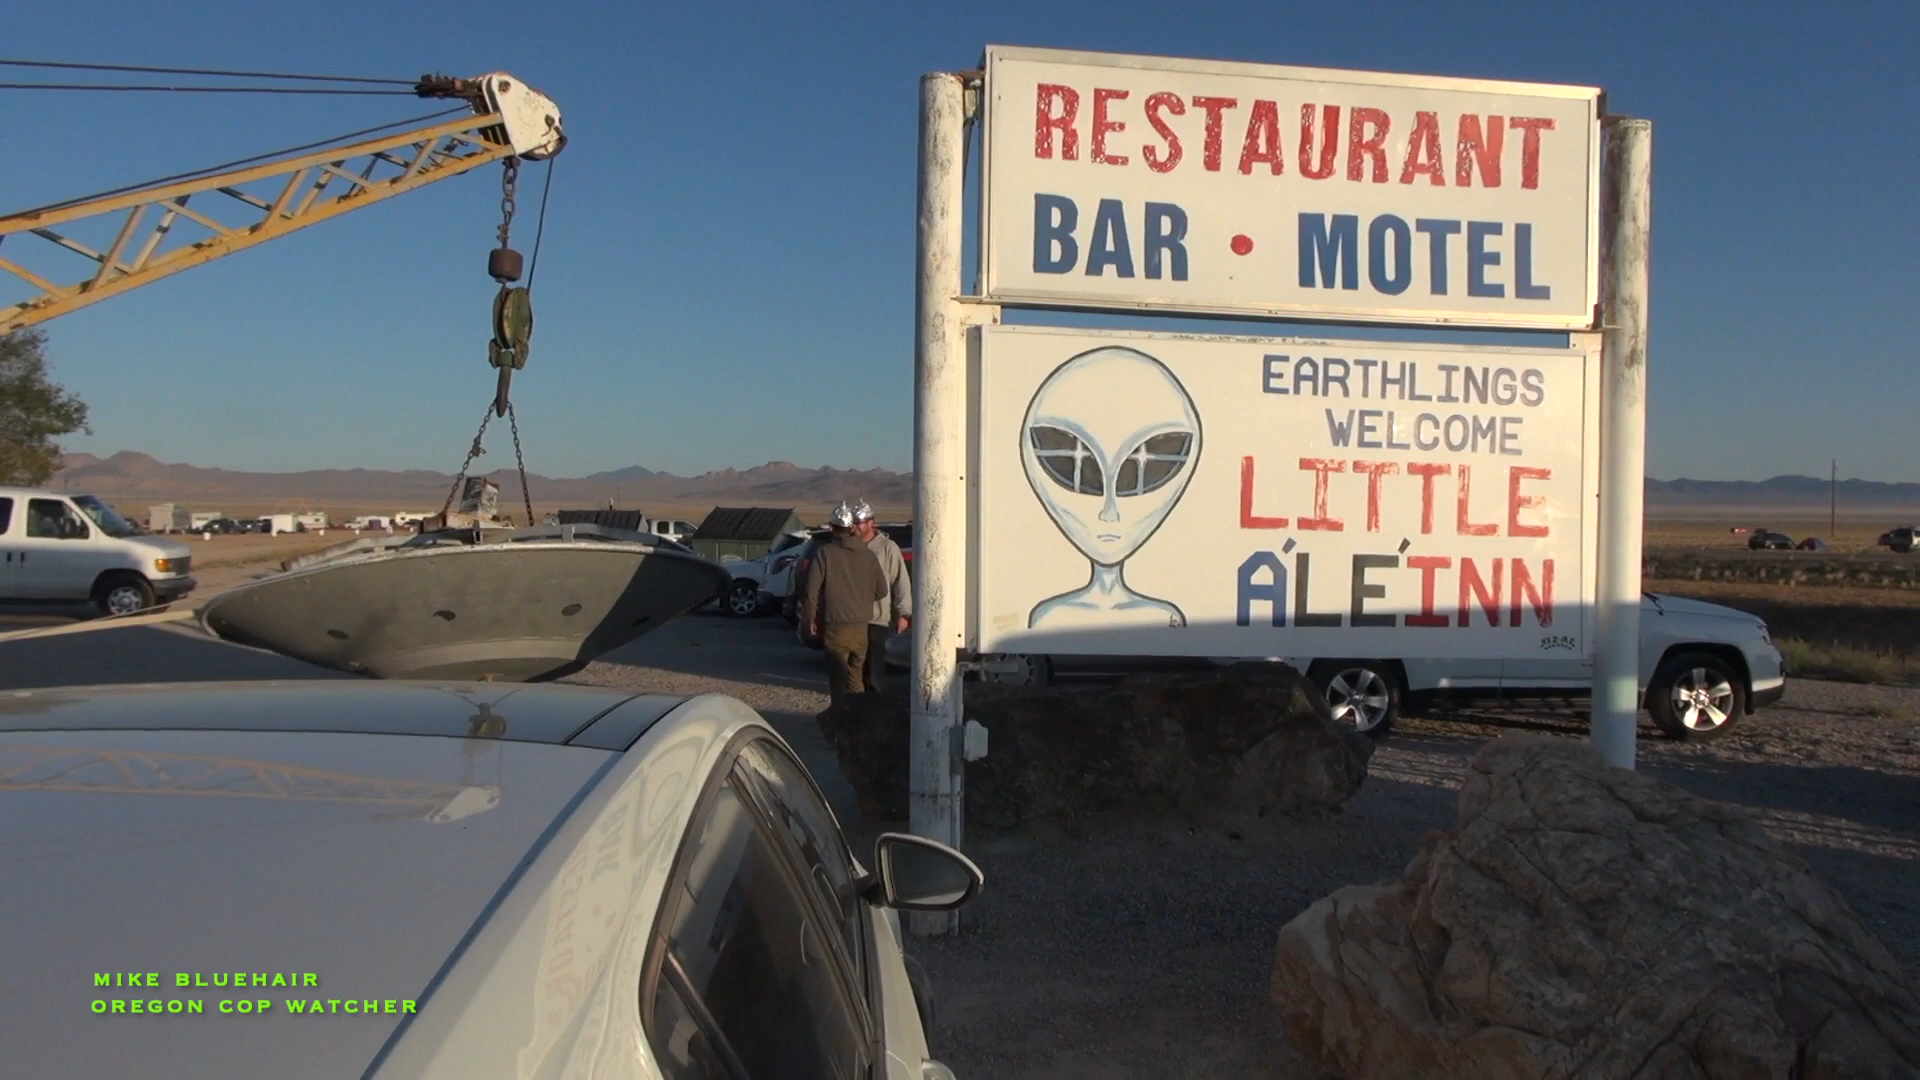 RESTAURANT
BAR • MOTEL
EARTHLINGS
WELCOME
LITTLE
A'LE'INN
MIKE BLUEHAIR
OREGON COP WATCHER